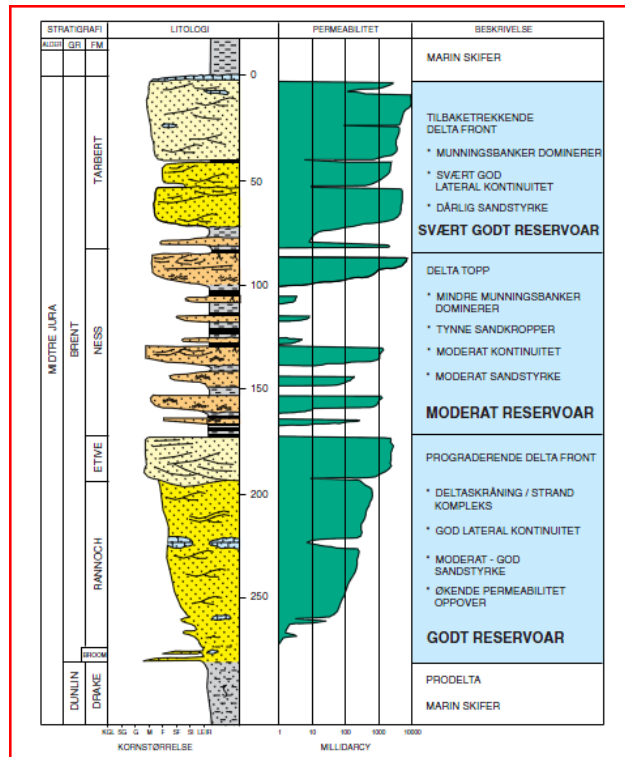 STRATIGRAFI
LITOLOGI
PERMEABILITET
BESKRIVELSE
ALDER GR FM
MARIN SKIFER
0
TILBAKETREKKENDE
DELTA FRONT
* MUNNINGSBANKER DOMINERER
TARBERT
* SVÆRT GOD
LATERAL KONTINUITET
50
* DÅRLIG SANDSTYRKE
SVÆRT GODT RESERVOAR
DELTA TOPP
100
* MINDRE MUNNINGSBANKER
DOMINERER
MIDTRE JURA
BRENT
NESS
* TYNNE SANDKROPPER
* MODERAT KONTINUITET
* MODERAT SANDSTYRKE
150
MODERAT RESERVOAR
ETIVE
PROGRADERENDE DELTA FRONT
200
* DELTASKRÅNING / STRAND
KOMPLEKS
* GOD LATERAL KONTINUITET
RANNOCH
* MODERAT - GOD
SANDSTYRKE
* ØKENDE PERMEABILITET
OPPOVER
250
GODT RESERVOAR
BROOM
DUNLIN
DRAKE
PRODELTA
MARIN SKIFER
KGL SG G M F SF SI LEIRE
1 10 100 1000 10000
KORNSTØRRELSE
MILLIDARCY